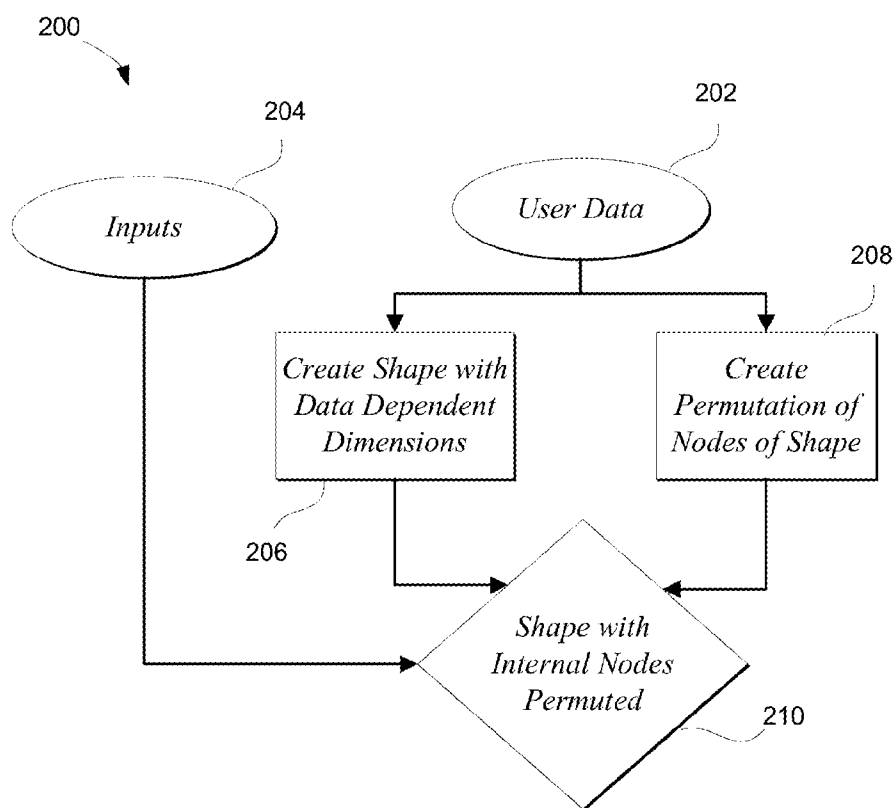 200
204
202
Inputs
User Data
208
Create Shape with
Data Dependent
Dimensions
Create
Permutation of
Nodes of Shape
206
Shape with
Internal Nodes
Permuted
210